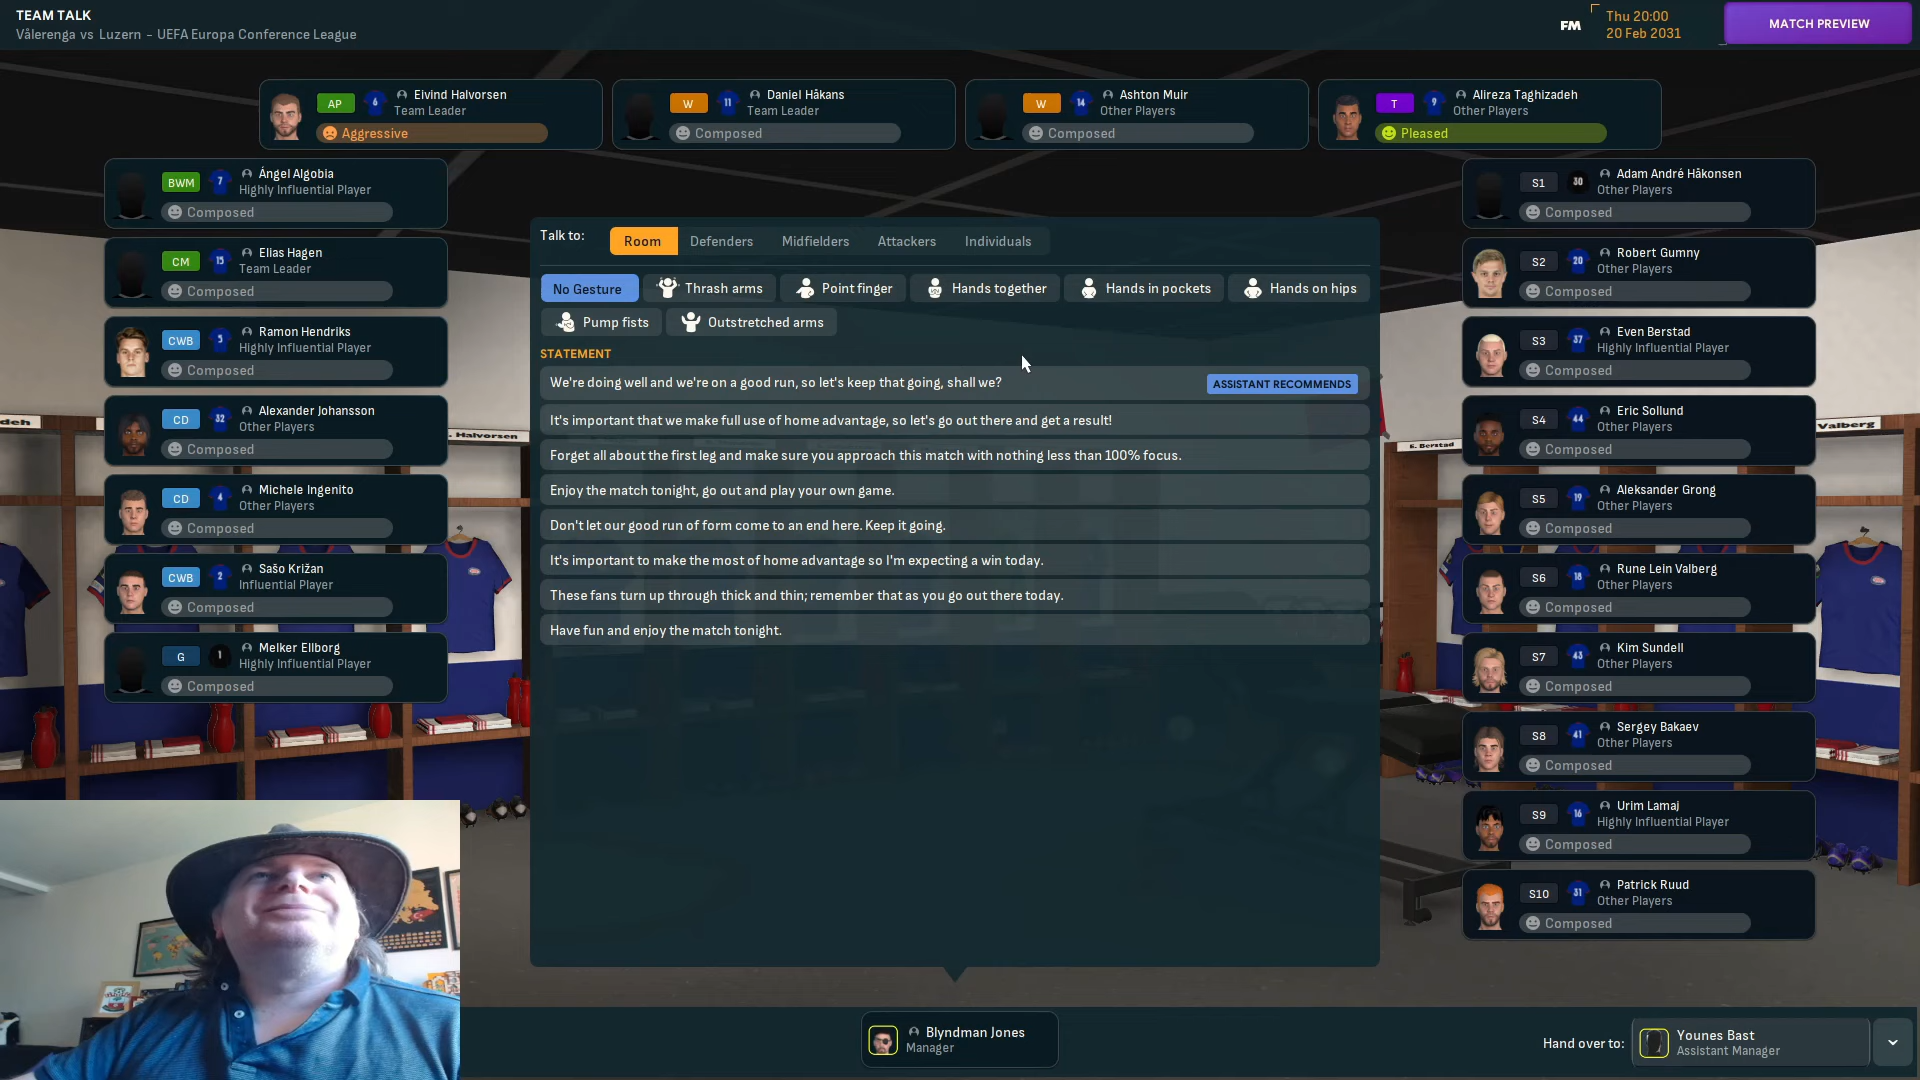 TEAM TALK
Vålerenga vs Luzern - UEFA Europa Conference League
FM
Thu 20:00
20 Feb 2031
MATCH PREVIEW
AP
6
Eivind Halvorsen
Team Leader
Aggressive
W
11
Daniel Håkans
Team Leader
Composed
W
14
Ashton Muir
Other Players
Composed
T
9
Alireza Taghizadeh
Other Players
Pleased
BWM
7
Ángel Algobia
Highly Influential Player
Composed
CM
15
Elias Hagen
Team Leader
Composed
CWB
5
Ramon Hendriks
Highly Influential Player
Composed
CD
32
Alexander Johansson
Other Players
Composed
CD
4
Michele Ingenito
Other Players
Composed
CWB
2
Sašo Križan
Influential Player
Composed
G
1
Melker Ellborg
Highly Influential Player
Composed
Talk to:
Room
Defenders
Midfielders
Attackers
Individuals
No Gesture
Thrash arms
Point finger
Hands together
Hands in pockets
Hands on hips
Pump fists
Outstretched arms
STATEMENT
We're doing well and we're on a good run, so let's keep that going, shall we?
ASSISTANT RECOMMENDS
It's important that we make full use of home advantage, so let's go out there and get a result!
Forget all about the first leg and make sure you approach this match with nothing less than 100% focus.
Enjoy the match tonight, go out and play your own game.
Don't let our good run of form come to an end here. Keep it going.
It's important to make the most of home advantage so I'm expecting a win today.
These fans turn up through thick and thin; remember that as you go out there today.
Have fun and enjoy the match tonight.
S1
30
Adam André Håkonsen
Other Players
Composed
S2
20
Robert Gumny
Other Players
Composed
S3
37
Even Berstad
Highly Influential Player
Composed
S4
44
Eric Sollund
Other Players
Composed
S5
19
Aleksander Grong
Other Players
Composed
S6
18
Rune Lein Valberg
Other Players
Composed
S7
43
Kim Sundell
Other Players
Composed
S8
41
Sergey Bakaev
Other Players
Composed
S9
16
Urim Lamaj
Highly Influential Player
Composed
S10
31
Patrick Ruud
Other Players
Composed
deh
. Halvorsen
E. Berstad
Valberg
Blyndman Jones
Manager
Hand over to:
Younes Bast
Assistant Manager